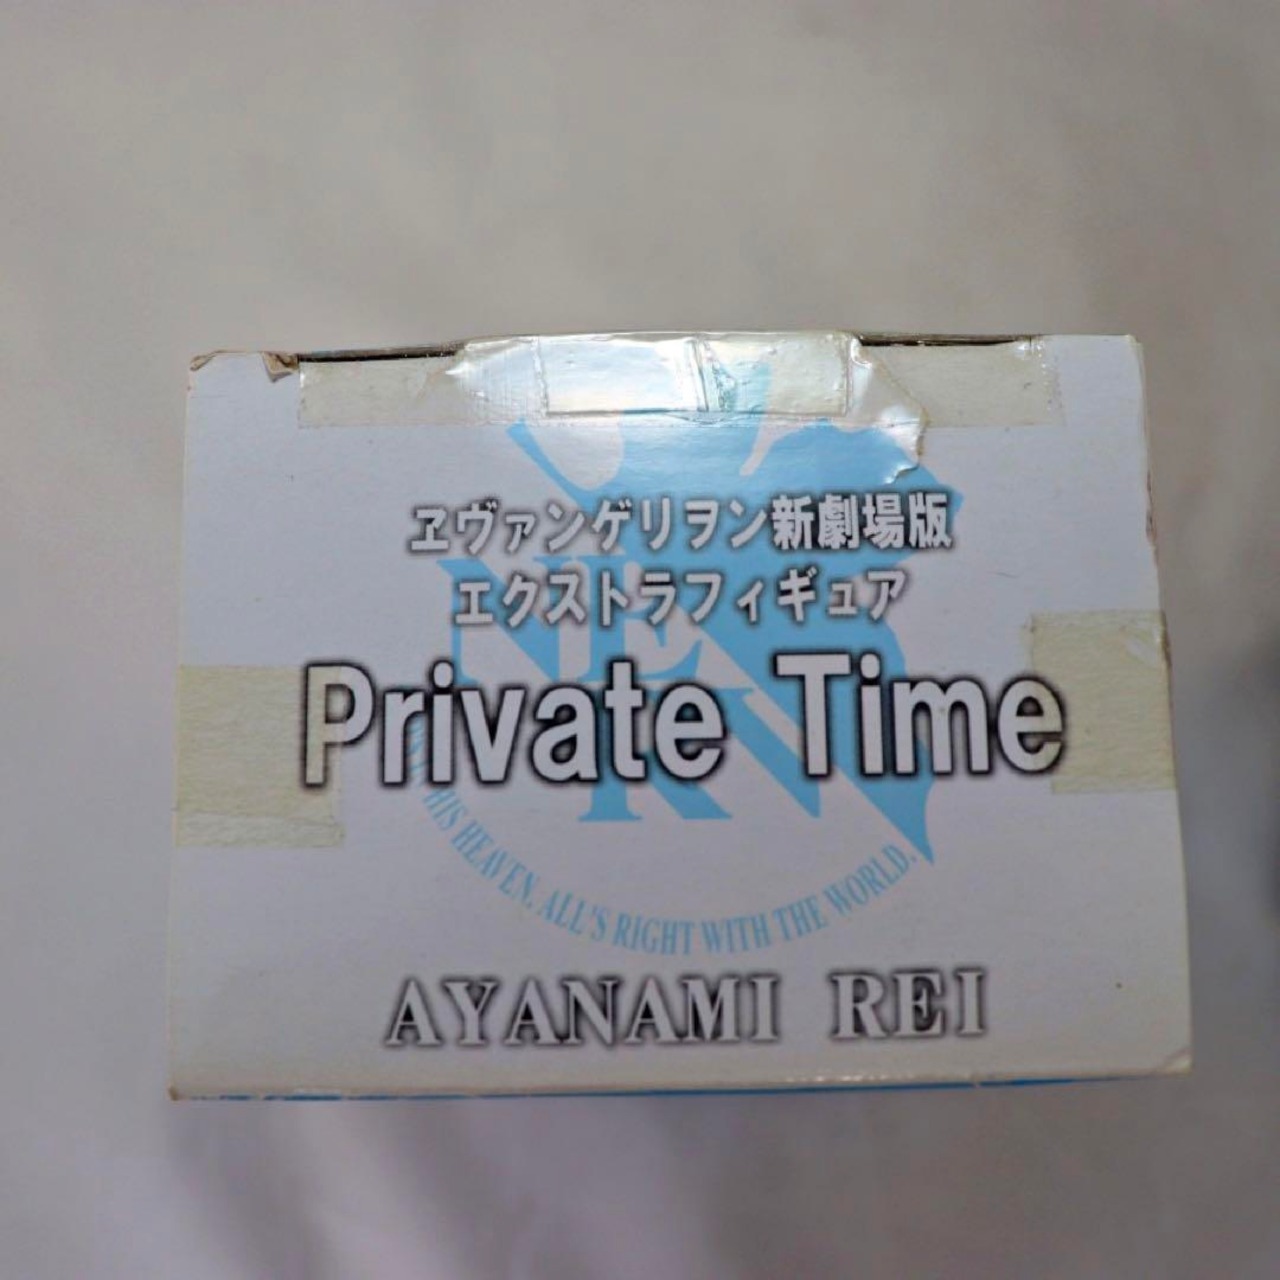 ヱヴァンゲリヲン新劇場版
エクストラフィギュア
Private Time
NERV
HIS HEAVEN. ALL'S RIGHT WITH THE WORLD.
AYANAMI REI